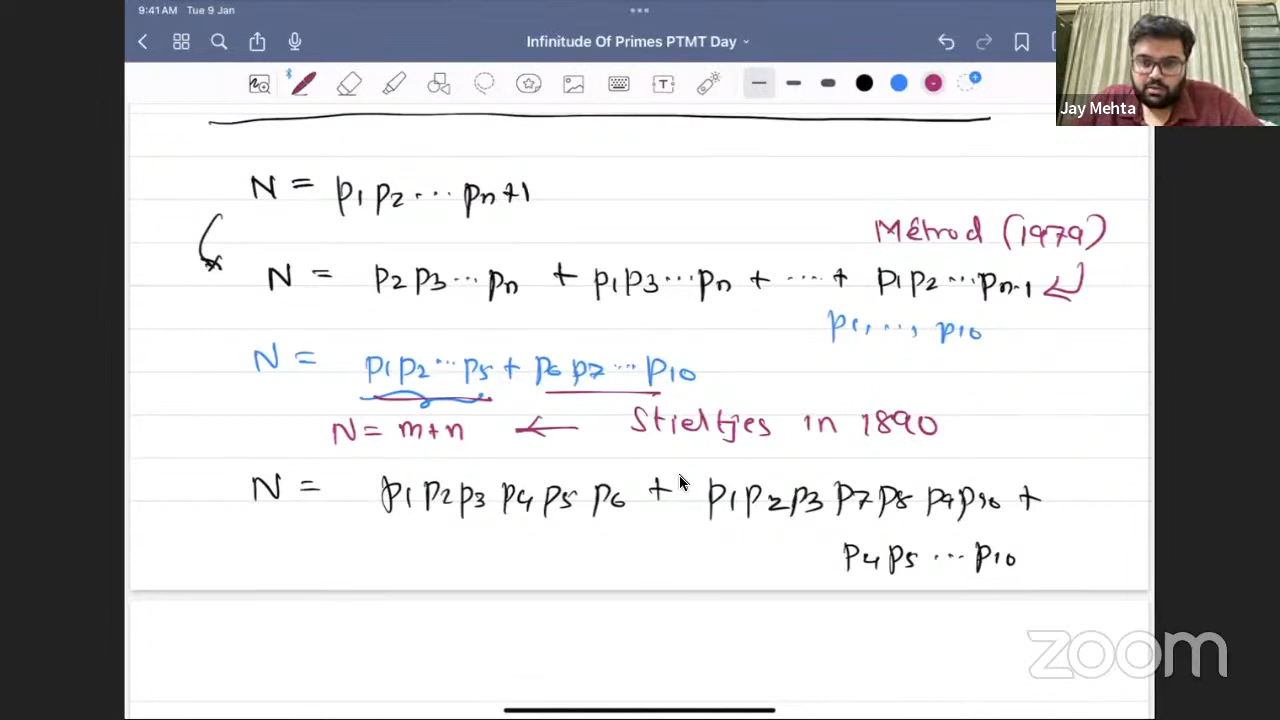 9:41 AM Tue 9 Jan
Infinitude Of Primes PTMT Day
T
Jay Mehta
N = p1 p2 ... pn + 1
Métrod (1979)
N = p2 p3 ... pn + p1 p3 ... pn + .... + p1 p2 ... pn-1
p1, ..., p10
N = p1 p2 ... p5 + p6 p7 ... p10
N = m+n ← Stieltjes in 1890
N = p1 p2 p3 p4 p5 p6 + p1 p2 p3 p7 p8 p9 p10 +
p4 p5 ... p10
zoom